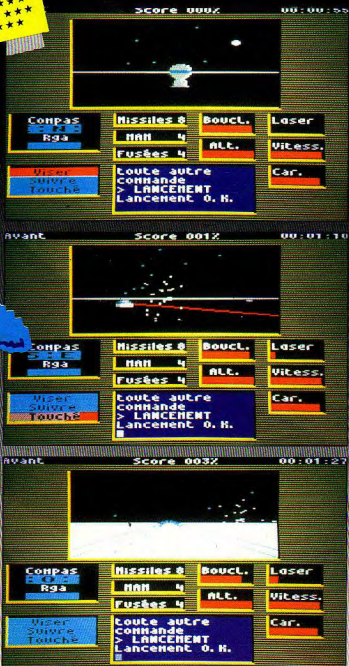 Score 000% 00:00:55
Compas
:N:
Rga
Missiles 8
MAM 4
Fusées 4
Bouct.
Alt.
Laser
Vitess.
Car.
Viser
Suivre
Touché
toute autre
commande
> LANCEMENT
Lancement O.K.
Avant Score 001% 00:01:10
Compas
Rga
Missiles 8
MAM 4
Fusées 4
Bouct.
Alt.
Laser
Vitess.
Car.
Viser
Suivre
Touché
toute autre
commande
> LANCEMENT
Lancement O.K.
Avant Score 003% 00:01:27
Compas
:O:
Rga
Missiles 8
MAM 4
Fusées 4
Bouct.
Alt.
Laser
Vitess.
Car.
Viser
Suivre
Touché
toute autre
commande
> LANCEMENT
Lancement O.K.